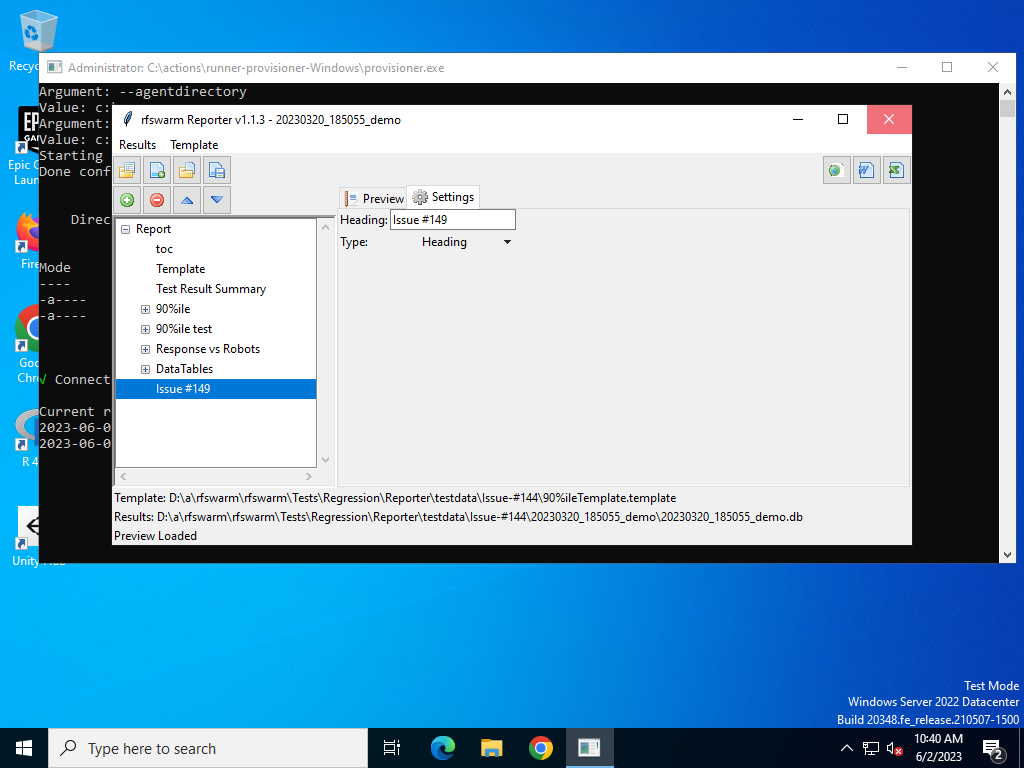 Administrator: C:\actions\runner-provisioner-Windows\provisioner.exe
Argument: --agentdirectory
Value: c:
Argument:
Value: c:
Starting
Done conf
Direc
Mode
----
-a----
-a----
√ Connect
Current r
2023-06-0
2023-06-0
rfswarm Reporter v1.1.3 - 20230320_185055_demo
Results Template
Preview Settings
Report
toc
Template
Test Result Summary
90%ile
90%ile test
Response vs Robots
DataTables
Issue #149
Heading: Issue #149
Type: Heading
Template: D:\a\rfswarm\rfswarm\Tests\Regression\Reporter\testdata\Issue-#144\90%ileTemplate.template
Results: D:\a\rfswarm\rfswarm\Tests\Regression\Reporter\testdata\Issue-#144\20230320_185055_demo\20230320_185055_demo.db
Preview Loaded
Recyc
Epic G
Laun
Fire
Goo
Chr
R 4
Unity Hub
Test Mode
Windows Server 2022 Datacenter
Build 20348.fe_release.210507-1500
Type here to search
10:40 AM
6/2/2023
2